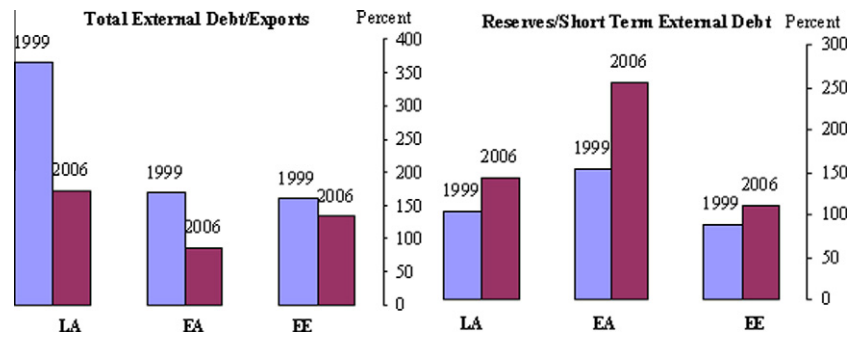 Total External Debt/Exports
Percent
400
350
300
250
200
150
100
50
0
1999
2006
1999
2006
1999
2006
LA
EA
EE
Reserves/Short Term External Debt
Percent
300
250
200
150
100
50
0
1999
2006
1999
2006
1999
2006
LA
EA
EE